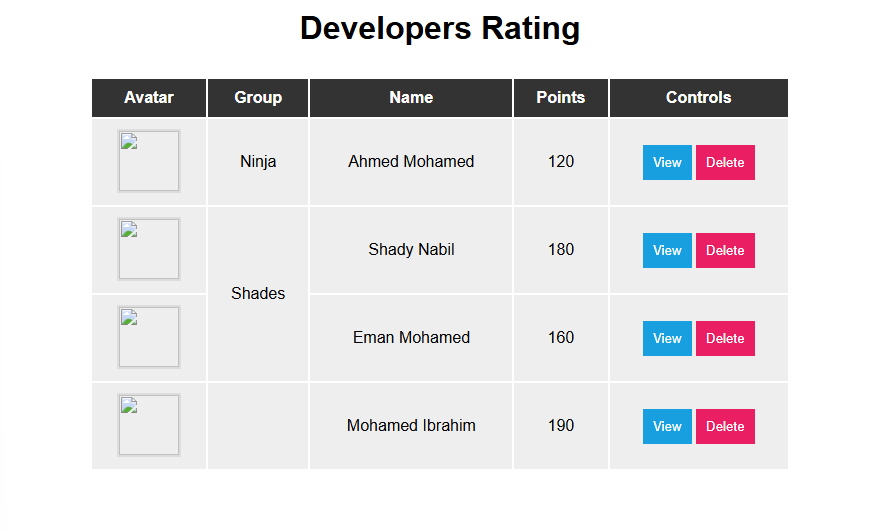 Developers Rating
Avatar Group Name Points Controls
Ninja Ahmed Mohamed 120 View Delete
Shady Nabil 180 View Delete
Shades
Eman Mohamed 160 View Delete
Mohamed Ibrahim 190 View Delete